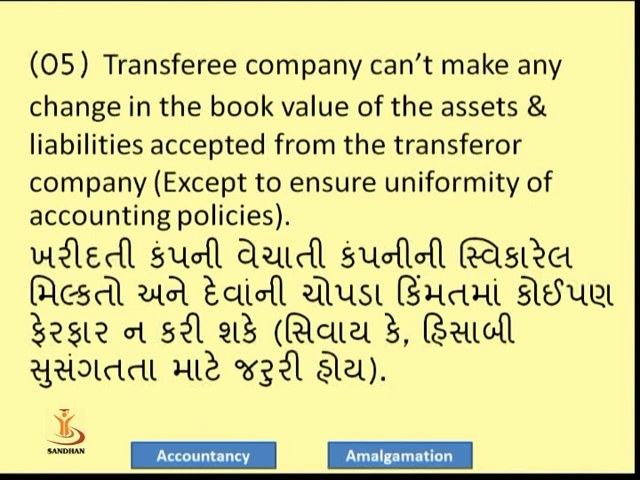 (05) Transferee company can't make any
change in the book value of the assets &
liabilities accepted from the transferor
company (Except to ensure uniformity of
accounting policies).
ખરીદતી કંપની વેચાતી કંપનીની સ્વિકારેલ
મિલ્કતો અને દેવાંની ચોપડા કિંમતમાં કોઈપણ
ફેરફાર ન કરી શકે (સિવાય કે, હિસાબી
સુસંગતતા માટે જરુરી હોય).
SANDHAN
Accountancy
Amalgamation